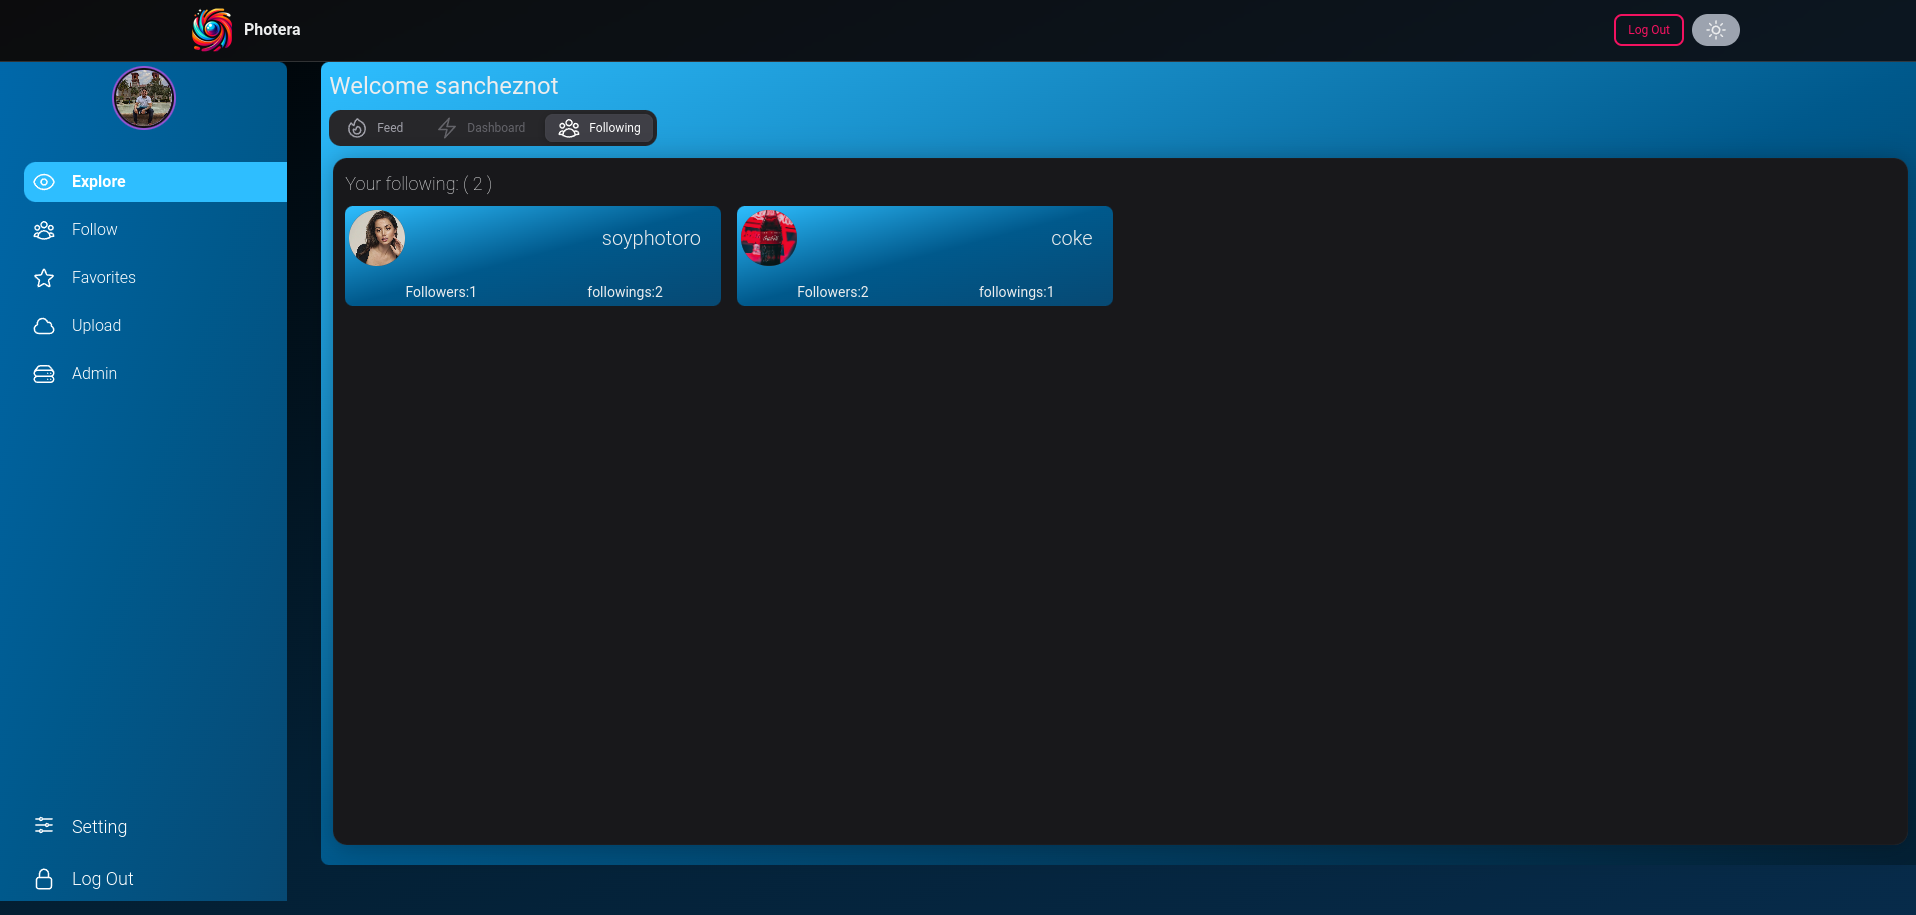 Photera
Log Out
Welcome sancheznot
Feed
Dashboard
Following
Explore
Follow
Favorites
Upload
Admin
Your following: ( 2 )
soyphotoro
Followers:1
followings:2
coke
Followers:2
followings:1
Setting
Log Out